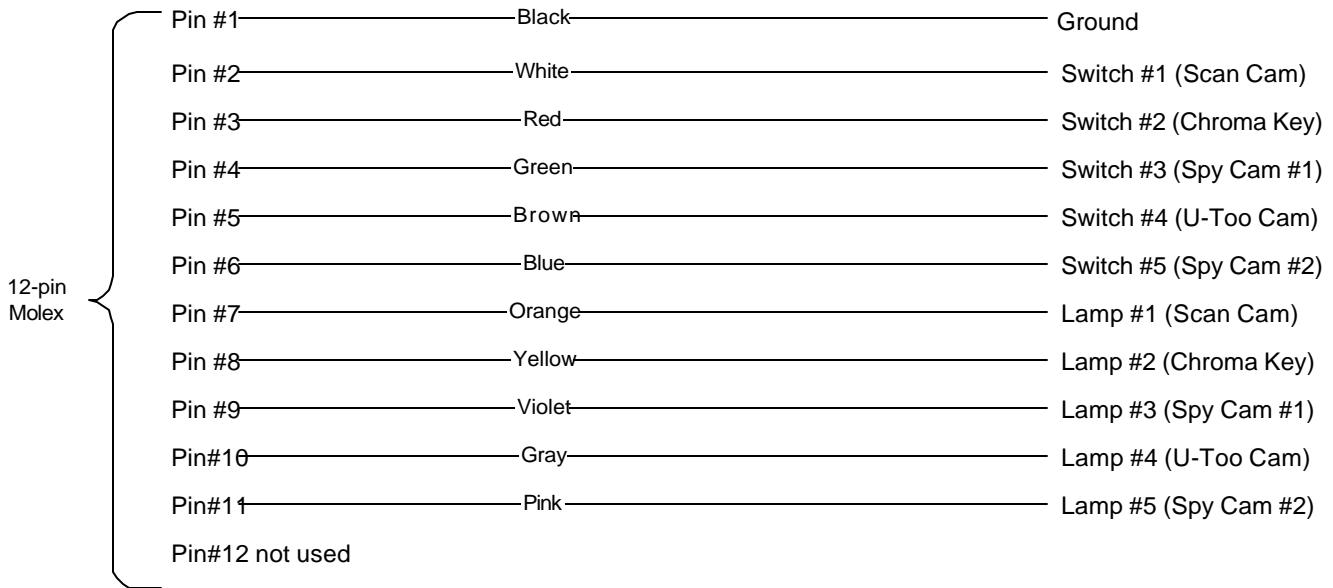 Pin #1 Black Ground
Pin #2 White Switch #1 (Scan Cam)
Pin #3 Red Switch #2 (Chroma Key)
Pin #4 Green Switch #3 (Spy Cam #1)
Pin #5 Brown Switch #4 (U-Too Cam)
Pin #6 Blue Switch #5 (Spy Cam #2)
12-pin
Molex
Pin #7 Orange Lamp #1 (Scan Cam)
Pin #8 Yellow Lamp #2 (Chroma Key)
Pin #9 Violet Lamp #3 (Spy Cam #1)
Pin#10 Gray Lamp #4 (U-Too Cam)
Pin#11 Pink Lamp #5 (Spy Cam #2)
Pin#12 not used